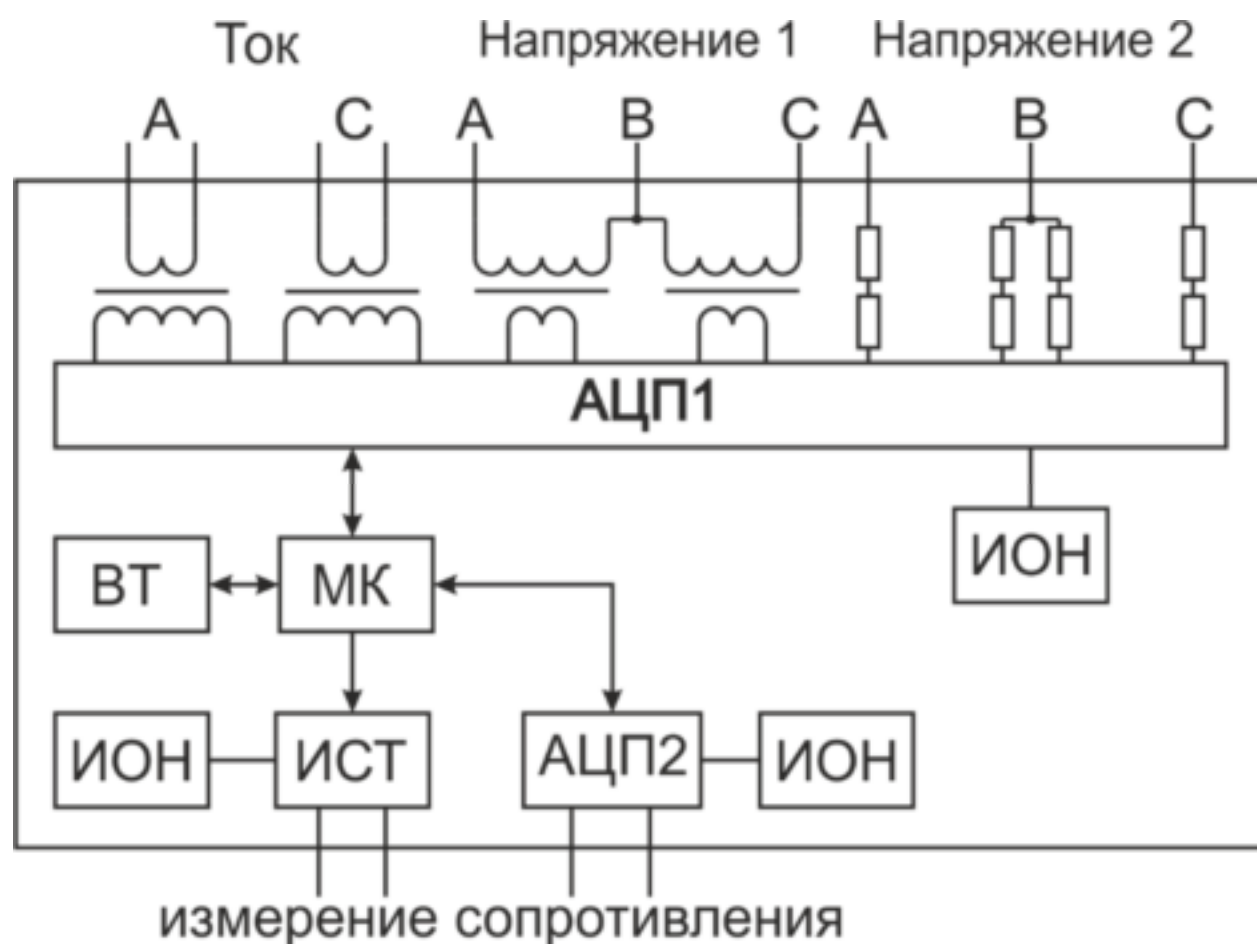 Ток Напряжение 1 Напряжение 2
А С А В С А В С
АЦП1
ИОН
ВТ МК
ИОН ИСТ АЦП2 ИОН
измерение сопротивления